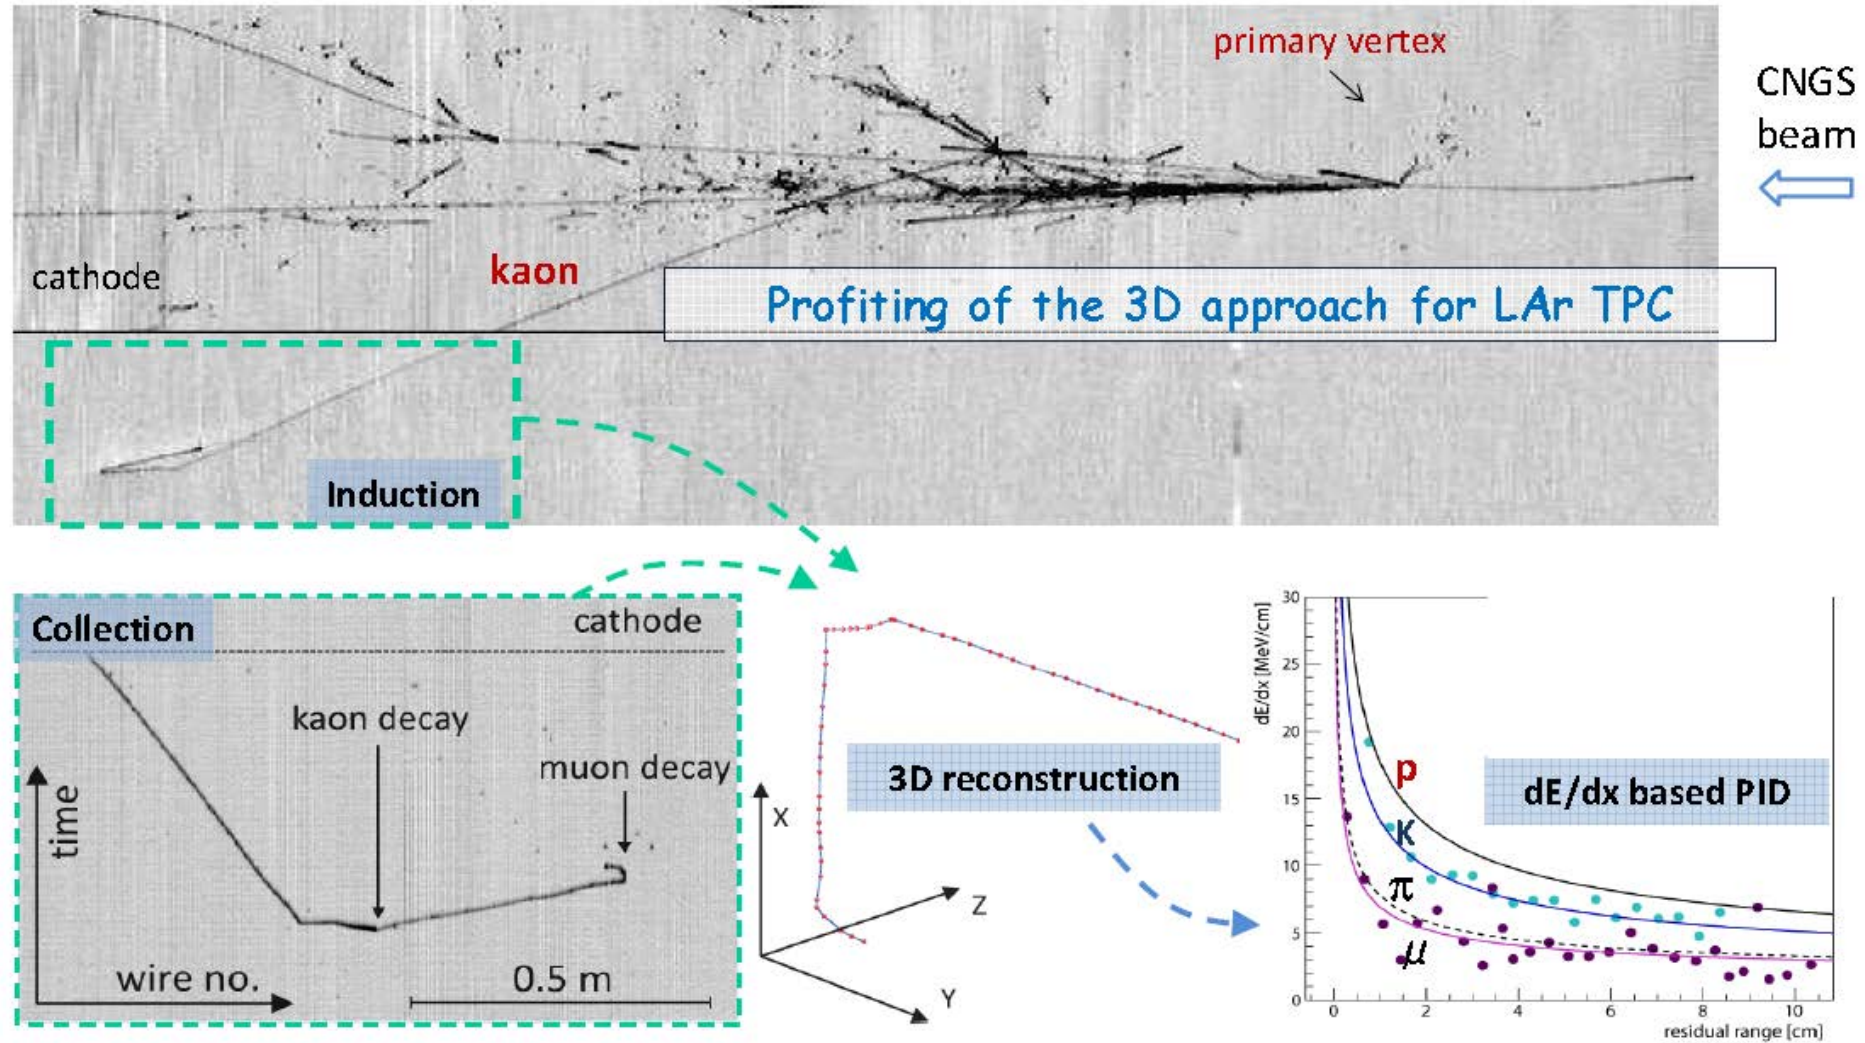 primary vertex
CNGS
beam
cathode
kaon
Profiting of the 3D approach for LAr TPC
Induction
Collection
cathode
kaon decay
muon decay
time
wire no.
0.5 m
3D reconstruction
X
Z
Y
dE/dx [MeV/cm]
30
25
20
15
10
5
0
p
K
π
μ
dE/dx based PID
0 2 4 6 8 10
residual range [cm]